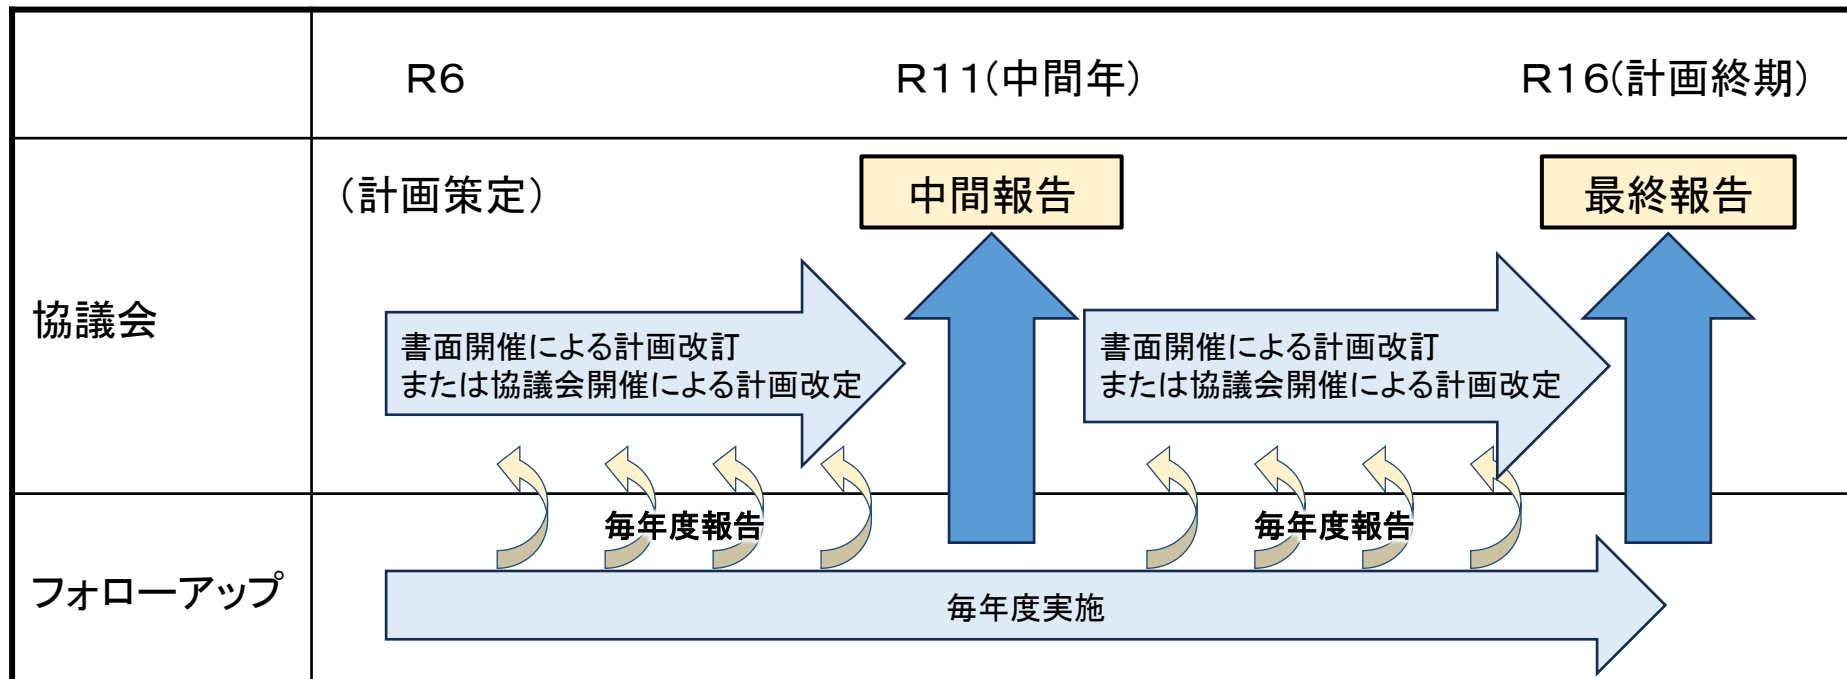 R6
R11(中間年)
R16(計画終期)
協議会
(計画策定)
中間報告
最終報告
書面開催による計画改訂
または協議会開催による計画改定
書面開催による計画改訂
または協議会開催による計画改定
毎年度報告
毎年度報告
フォローアップ
毎年度実施